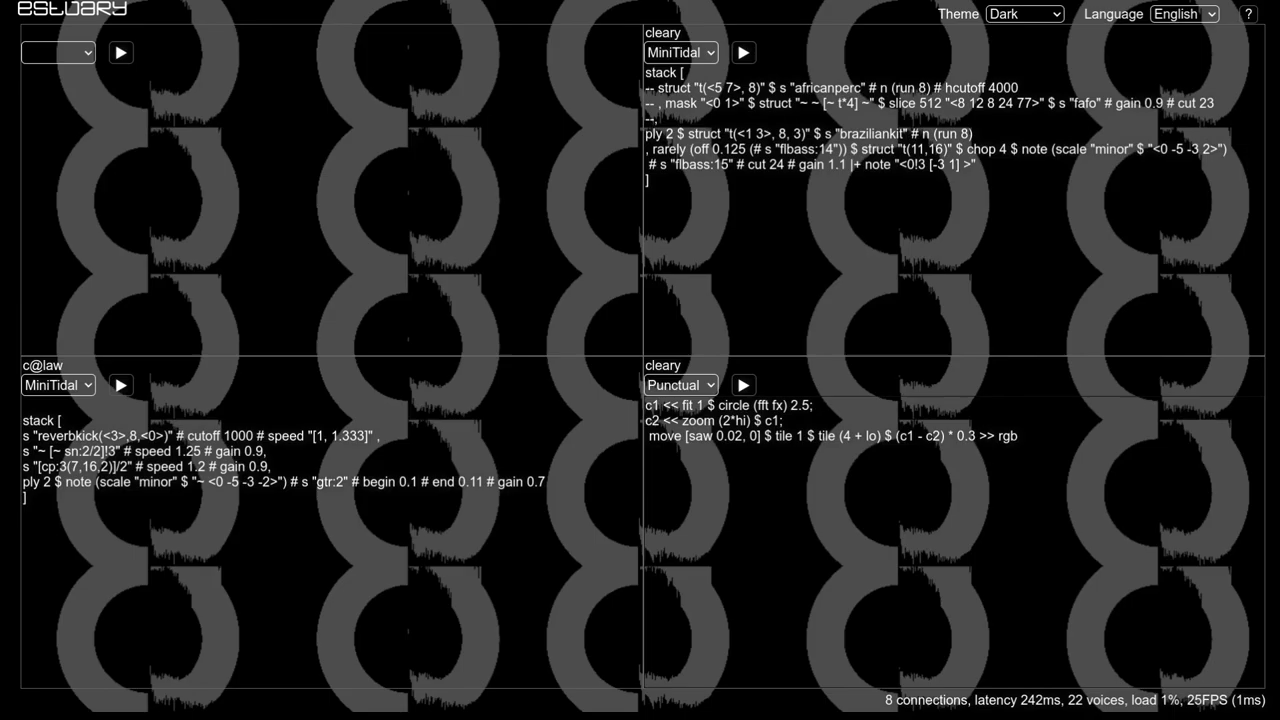 estuary
Theme Dark Language English ?
cleary
MiniTidal
stack [
-- struct "t(<5 7>, 8)" $ s "africanperc" # n (run 8) # hcutoff 4000
-- , mask "<0 1>" $ struct "~ ~ [~ t*4] ~" $ slice 512 "<8 12 8 24 77>" $ s "fafo" # gain 0.9 # cut 23
--,
ply 2 $ struct "t(<1 3>, 8, 3)" $ s "braziliankit" # n (run 8)
, rarely (off 0.125 (# s "flbass:14")) $ struct "t(11,16)" $ chop 4 $ note (scale "minor" $ "<0 -5 -3 2>")
# s "flbass:15" # cut 24 # gain 1.1 |+ note "<0!3 [-3 1] >"
]
c@law
MiniTidal
stack [
s "reverbkick(<3>,8,<0>)" # cutoff 1000 # speed "[1, 1.333]" ,
s "~ [~ sn:2/2]!3" # speed 1.25 # gain 0.9,
s "[cp:3(7,16,2)]/2" # speed 1.2 # gain 0.9,
ply 2 $ note (scale "minor" $ "~ <0 -5 -3 -2>") # s "gtr:2" # begin 0.1 # end 0.11 # gain 0.7
]
cleary
Punctual
c1 << fit 1 $ circle (fft fx) 2.5;
c2 << zoom (2*hi) $ c1;
move [saw 0.02, 0] $ tile 1 $ tile (4 + lo) $ (c1 - c2) * 0.3 >> rgb
8 connections, latency 242ms, 22 voices, load 1%, 25FPS (1ms)